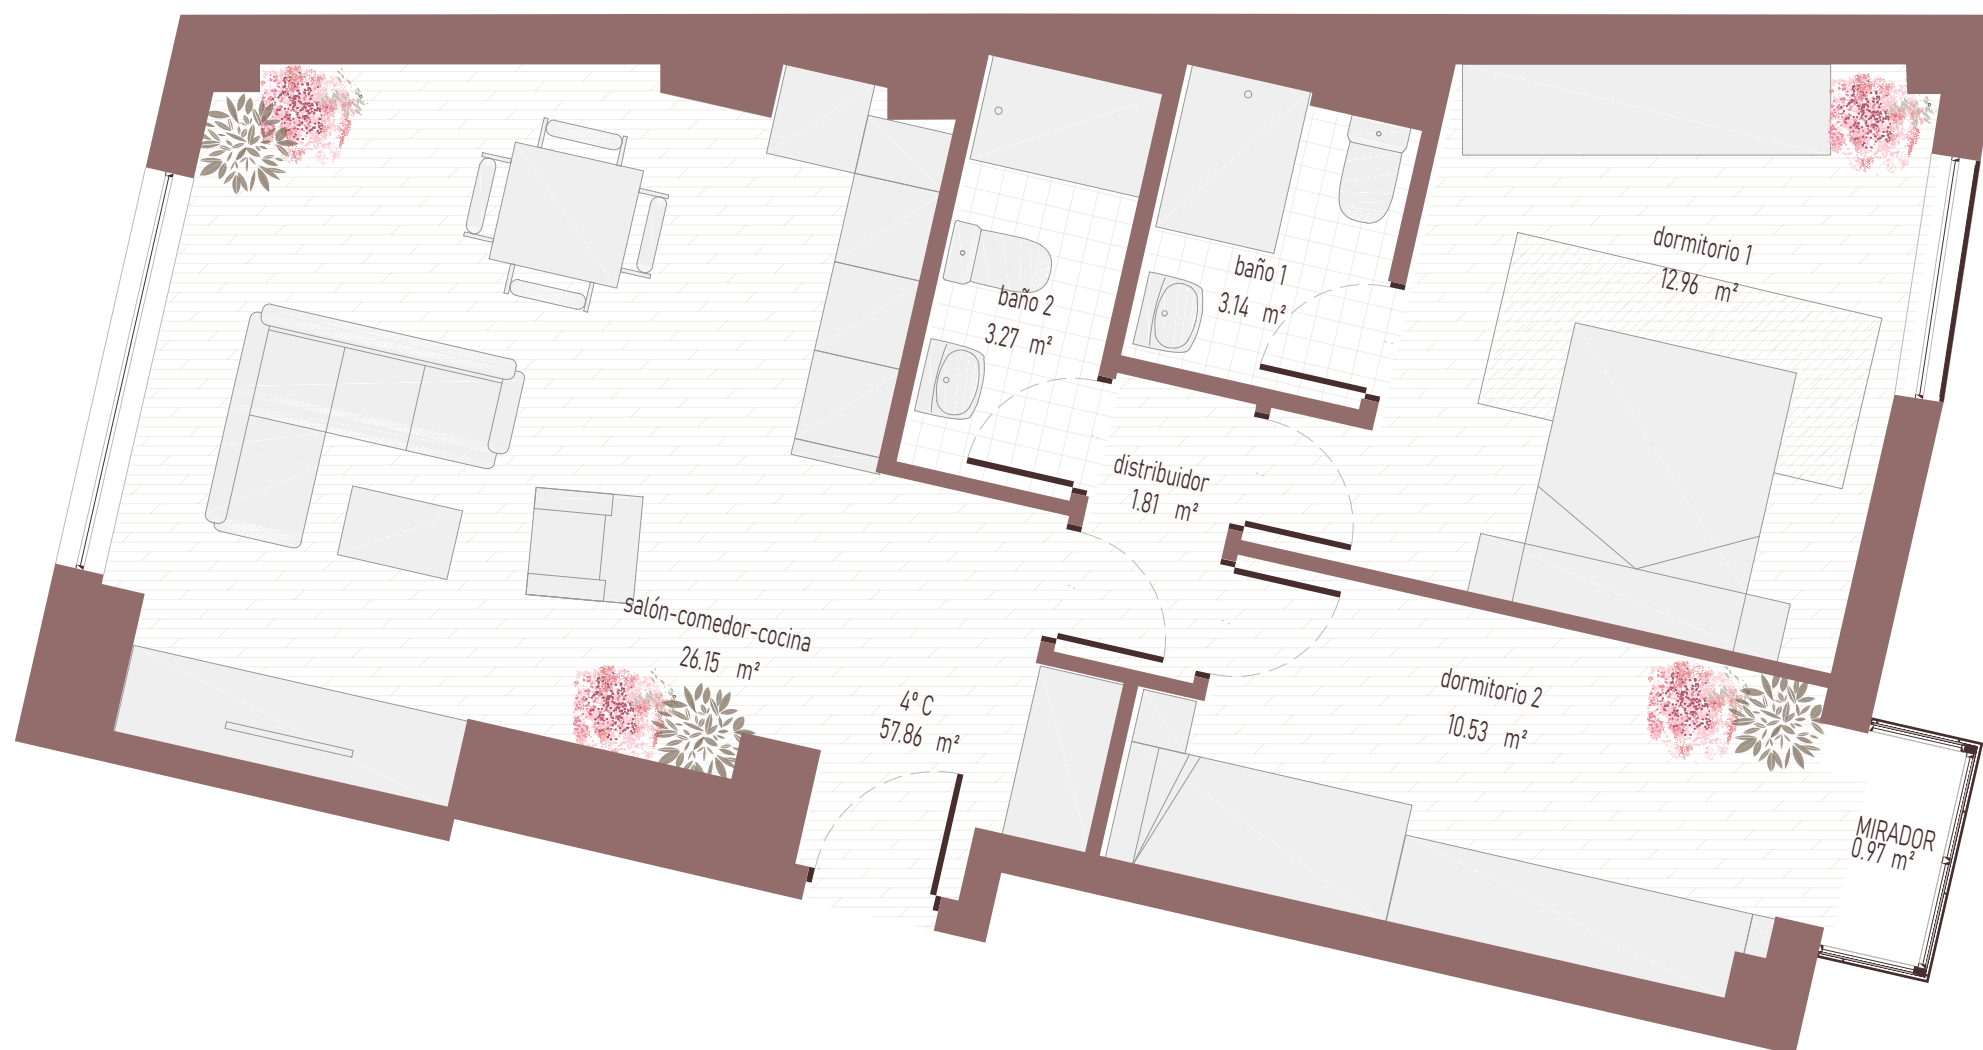 dormitorio 1
12.96 m²
baño 1
3.14 m²
baño 2
3.27 m²
distribuidor
1.81 m²
salón-comedor-cocina
26.15 m²
4º C
57.86 m²
dormitorio 2
10.53 m²
MIRADOR
0.97 m²